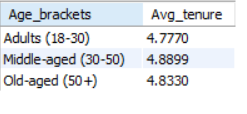 Age_brackets Avg_tenure
Adults (18-30) 4.7770
Middle-aged (30-50) 4.8899
Old-aged (50+) 4.8330